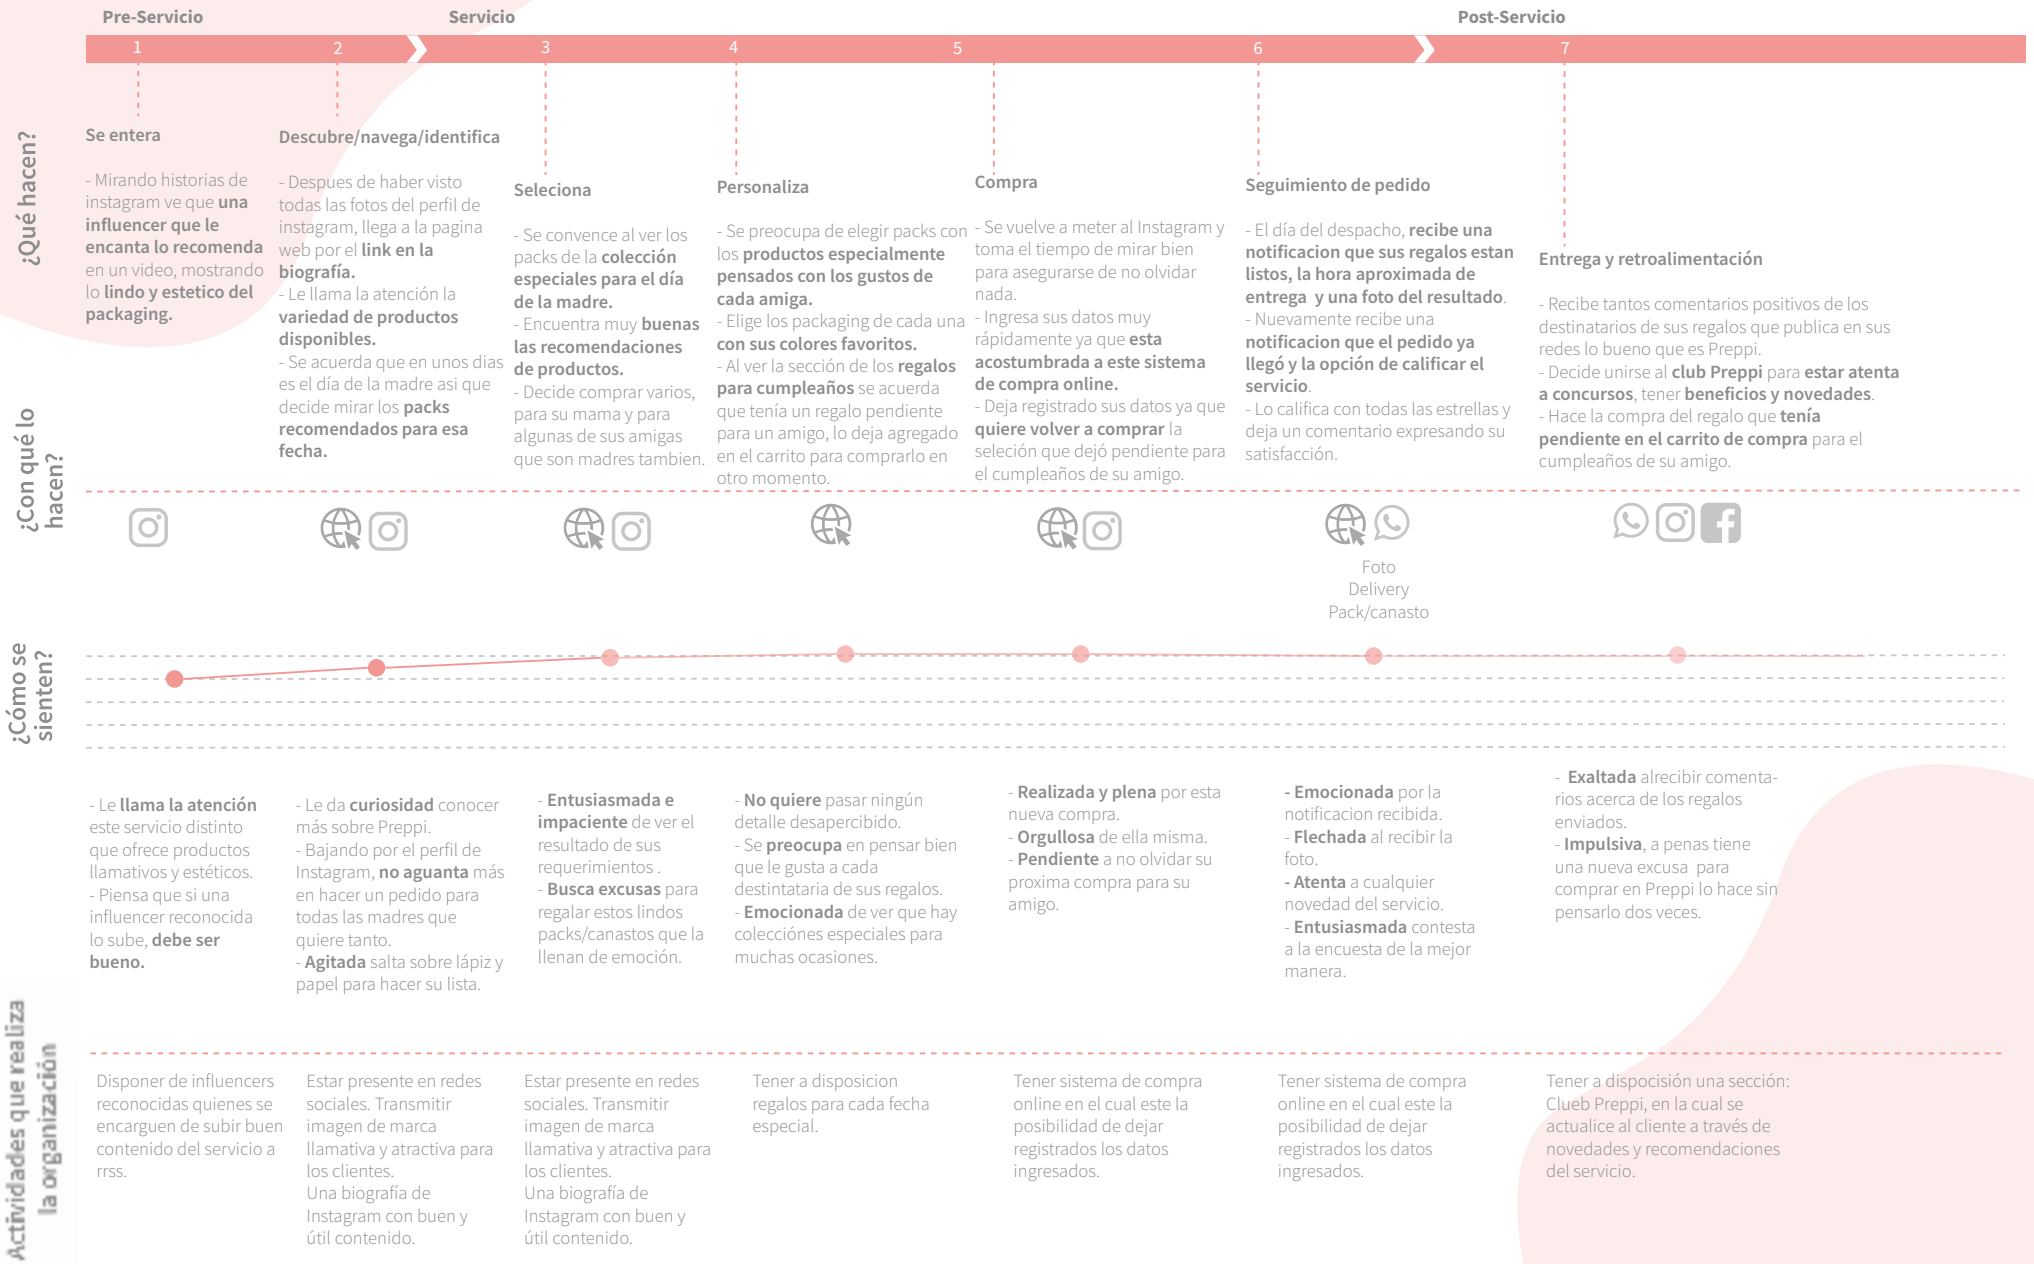 Pre-Servicio
Servicio
Post-Servicio
1
2
3
4
5
6
7
¿Qué hacen?
Se entera
- Mirando historias de
instagram ve que una
influencer que le
encanta lo recomenda
en un video, mostrando
lo lindo y estetico del
packaging.
Descubre/navega/identifica
- Despues de haber visto
todas las fotos del perfil de
instagram, llega a la pagina
web por el link en la
biografía.
- Le llama la atención la
variedad de productos
disponibles.
- Se acuerda que en unos dias
es el día de la madre asi que
decide mirar los packs
recomendados para esa
fecha.
Seleciona
- Se convence al ver los
packs de la colección
especiales para el día
de la madre.
- Encuentra muy buenas
las recomendaciones
de productos.
- Decide comprar varios,
para su mama y para
algunas de sus amigas
que son madres tambien.
Personaliza
- Se preocupa de elegir packs con
los productos especialmente
pensados con los gustos de
cada amiga.
- Elige los packaging de cada una
con sus colores favoritos.
- Al ver la sección de los regalos
para cumpleaños se acuerda
que tenía un regalo pendiente
para un amigo, lo deja agregado
en el carrito para comprarlo en
otro momento.
Compra
- Se vuelve a meter al Instagram y
toma el tiempo de mirar bien
para asegurarse de no olvidar
nada.
- Ingresa sus datos muy
rápidamente ya que esta
acostumbrada a este sistema
de compra online.
- Deja registrado sus datos ya que
quiere volver a comprar la
seleción que dejó pendiente para
el cumpleaños de su amigo.
Seguimiento de pedido
- El día del despacho, recibe una
notificacion que sus regalos estan
listos, la hora aproximada de
entrega y una foto del resultado.
- Nuevamente recibe una
notificacion que el pedido ya
llegó y la opción de calificar el
servicio.
- Lo califica con todas las estrellas y
deja un comentario expresando su
satisfacción.
Entrega y retroalimentación
- Recibe tantos comentarios positivos de los
destinatarios de sus regalos que publica en sus
redes lo bueno que es Preppi.
- Decide unirse al club Preppi para estar atenta
a concursos, tener beneficios y novedades.
- Hace la compra del regalo que tenía
pendiente en el carrito de compra para el
cumpleaños de su amigo.
¿Con qué lo
hacen?
Foto
Delivery
Pack/canasto
¿Cómo se
sienten?
- Le llama la atención
este servicio distinto
que ofrece productos
llamativos y estéticos.
- Piensa que si una
influencer reconocida
lo sube, debe ser
bueno.
- Le da curiosidad conocer
más sobre Preppi.
- Bajando por el perfil de
Instagram, no aguanta más
en hacer un pedido para
todas las madres que
quiere tanto.
- Agitada salta sobre lápiz y
papel para hacer su lista.
- Entusiasmada e
impaciente de ver el
resultado de sus
requerimientos .
- Busca excusas para
regalar estos lindos
packs/canastos que la
llenan de emoción.
- No quiere pasar ningún
detalle desapercibido.
- Se preocupa en pensar bien
que le gusta a cada
destintataria de sus regalos.
- Emocionada de ver que hay
colecciónes especiales para
muchas ocasiones.
- Realizada y plena por esta
nueva compra.
- Orgullosa de ella misma.
- Pendiente a no olvidar su
proxima compra para su
amigo.
- Emocionada por la
notificacion recibida.
- Flechada al recibir la
foto.
- Atenta a cualquier
novedad del servicio.
- Entusiasmada contesta
a la encuesta de la mejor
manera.
- Exaltada alrecibir comenta-
rios acerca de los regalos
enviados.
- Impulsiva, a penas tiene
una nueva excusa para
comprar en Preppi lo hace sin
pensarlo dos veces.
Actividades que realiza
la organización
Disponer de influencers
reconocidas quienes se
encarguen de subir buen
contenido del servicio a
rrss.
Estar presente en redes
sociales. Transmitir
imagen de marca
llamativa y atractiva para
los clientes.
Una biografía de
Instagram con buen y
útil contenido.
Estar presente en redes
sociales. Transmitir
imagen de marca
llamativa y atractiva para
los clientes.
Una biografía de
Instagram con buen y
útil contenido.
Tener a disposicion
regalos para cada fecha
especial.
Tener sistema de compra
online en el cual este la
posibilidad de dejar
registrados los datos
ingresados.
Tener sistema de compra
online en el cual este la
posibilidad de dejar
registrados los datos
ingresados.
Tener a disposición una sección:
Clueb Preppi, en la cual se
actualice al cliente a través de
novedades y recomendaciones
del servicio.